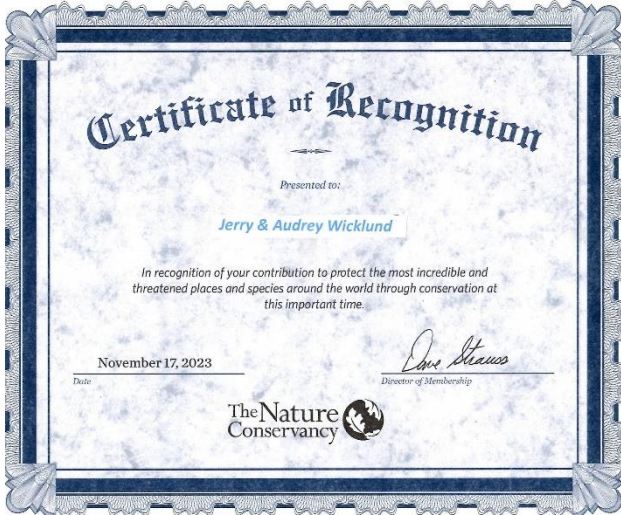 Certificate of Recognition
Presented to:
Jerry & Audrey Wicklund
In recognition of your contribution to protect the most incredible and
threatened places and species around the world through conservation at
this important time.
November 17, 2023
Dave Strauss
Date
Director of Membership
The Nature
Conservancy